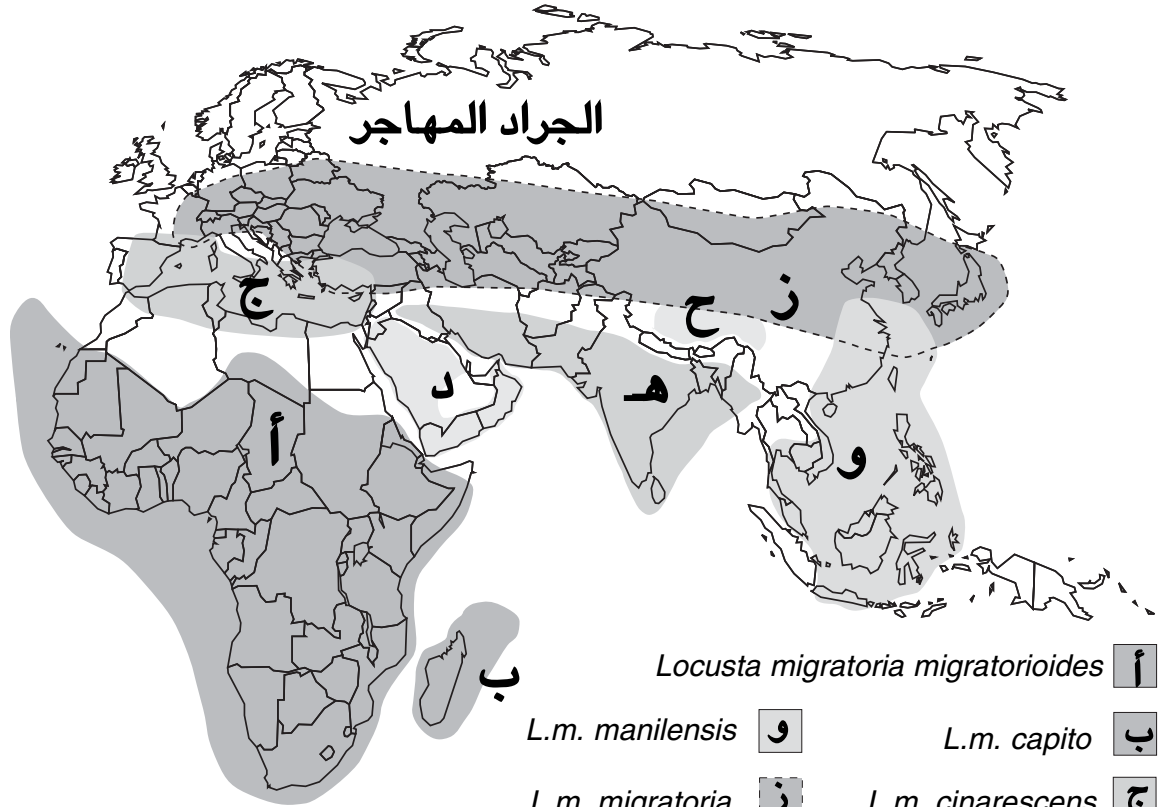 الجراد المهاجر
ج
ح
ز
د
هـ
أ
و
ب
أ Locusta migratoria migratorioides
ب L.m. capito
و L.m. manilensis
ج L.m. cinarescens
ز L.m. migratoria